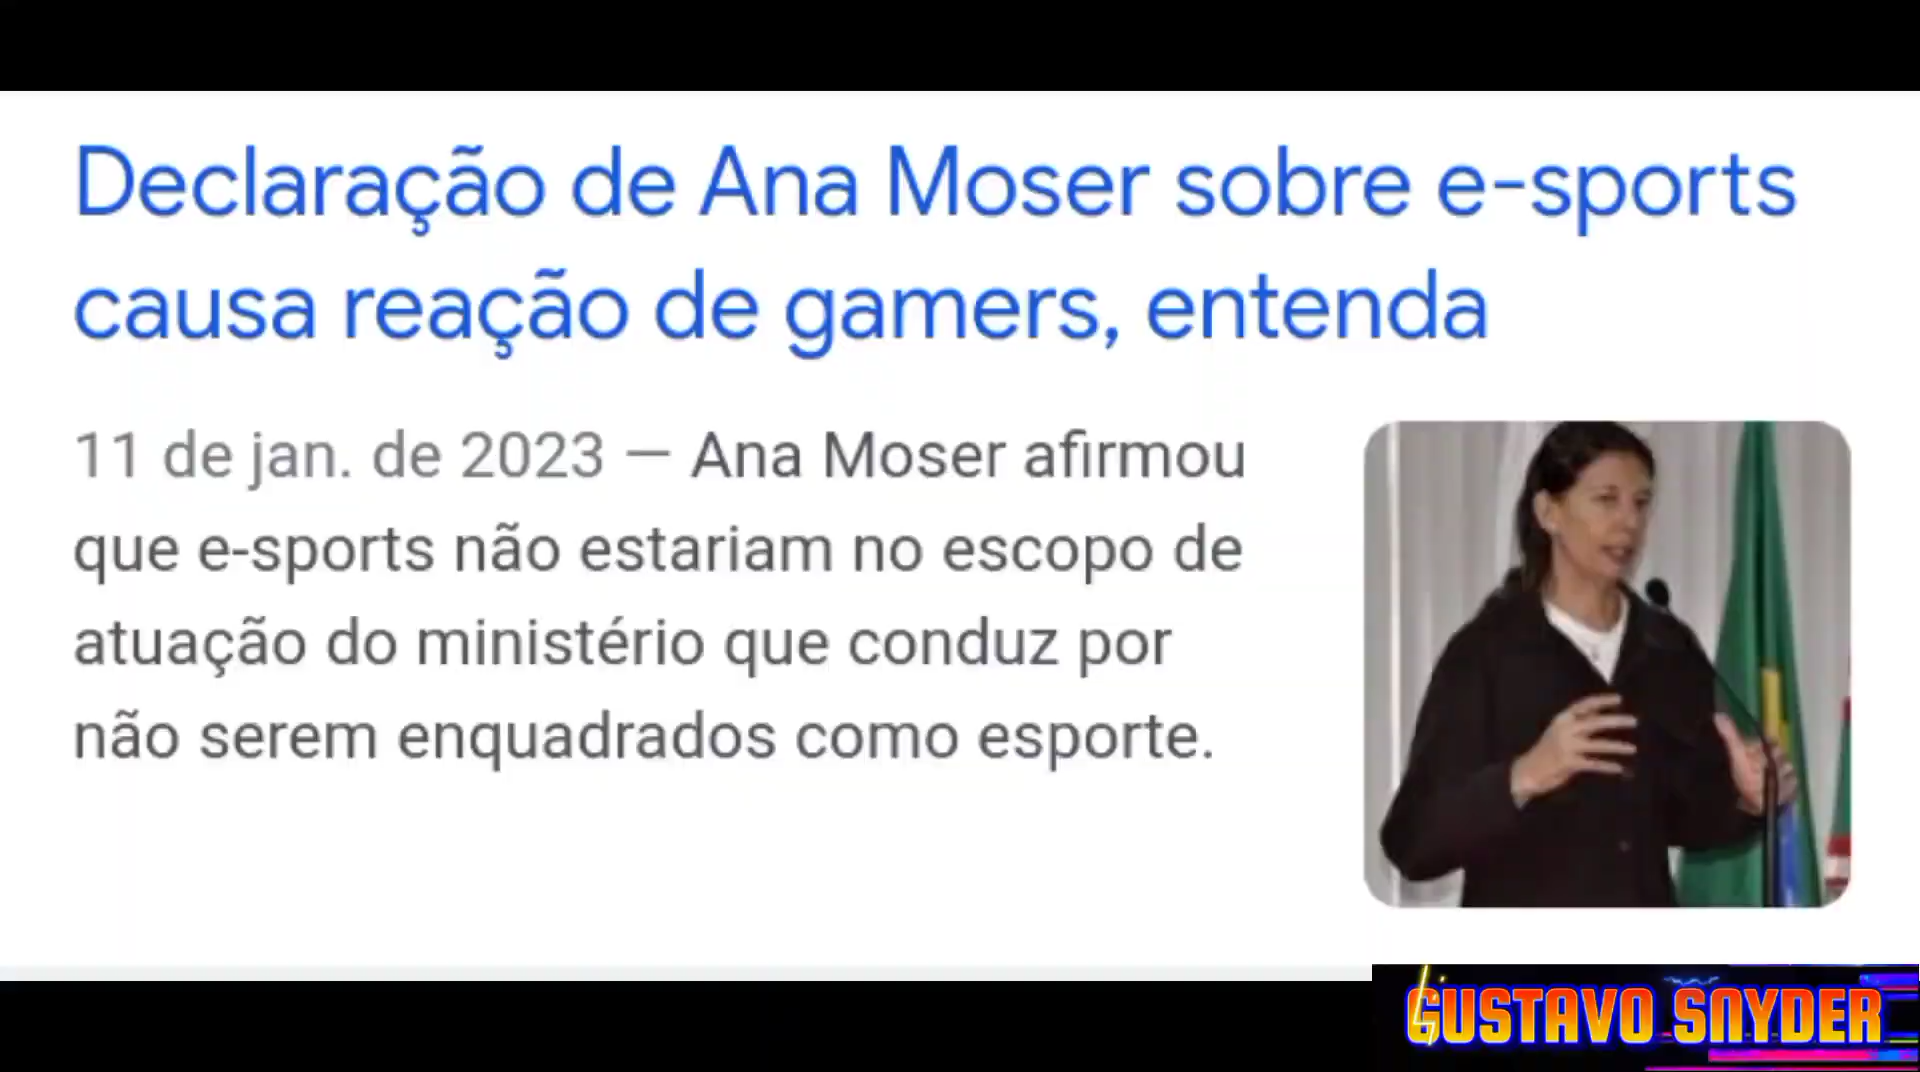 Declaração de Ana Moser sobre e-sports
causa reação de gamers, entenda
11 de jan. de 2023 — Ana Moser afirmou
que e-sports não estariam no escopo de
atuação do ministério que conduz por
não serem enquadrados como esporte.
GUSTAVO SNYDER